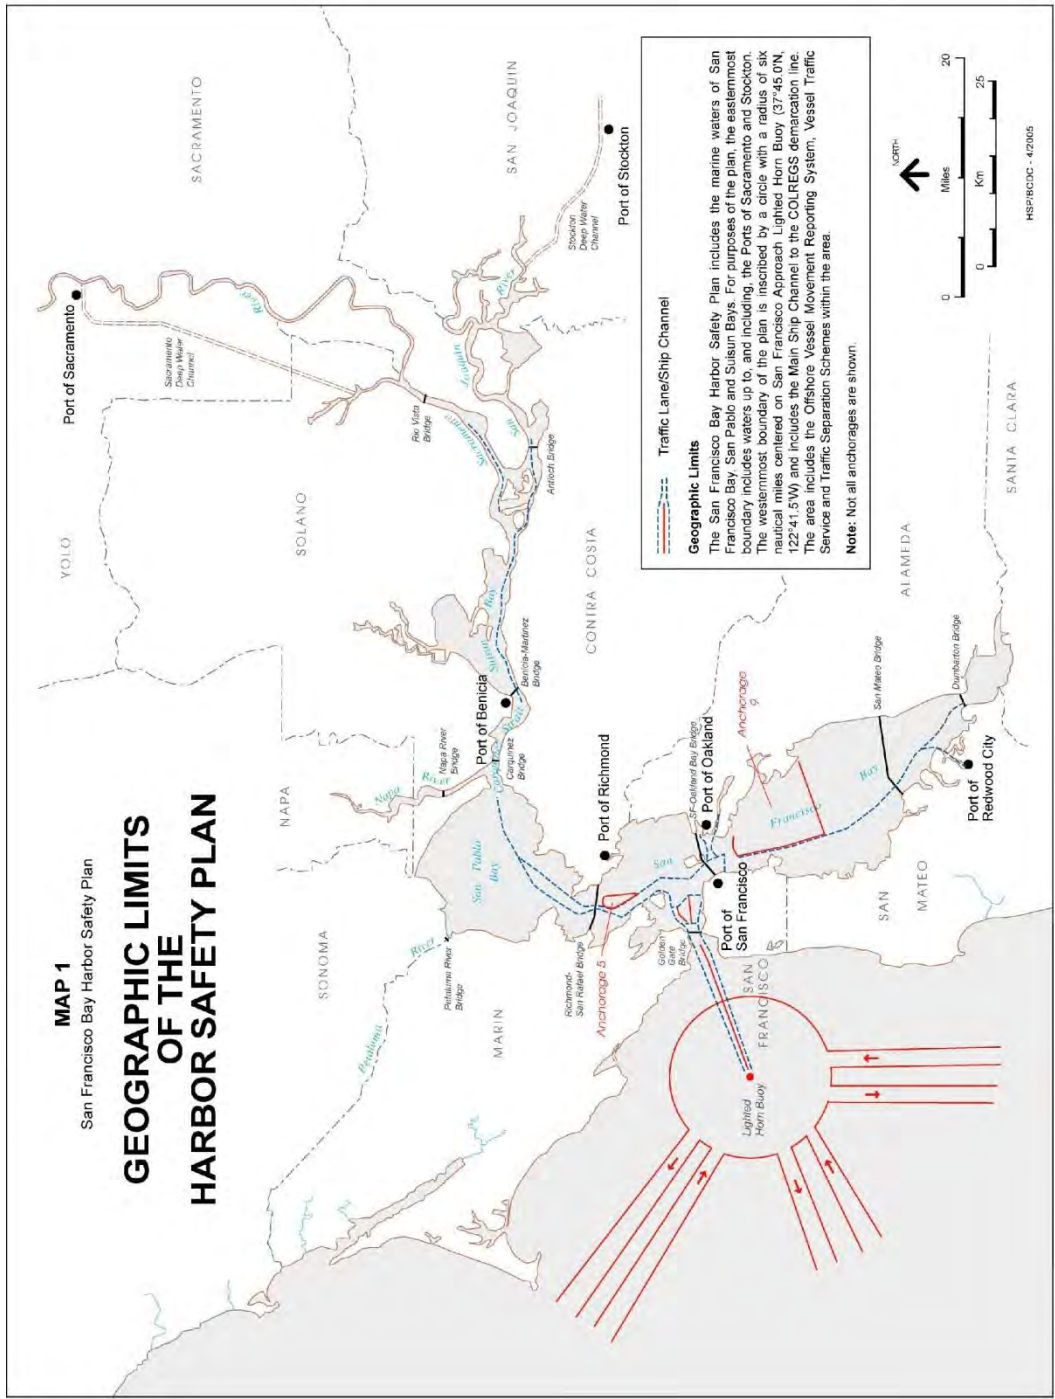 MAP 1
San Francisco Bay Harbor Safety Plan
GEOGRAPHIC LIMITS
OF THE
HARBOR SAFETY PLAN
YOLO
Port of Sacramento
SACRAMENTO
Sacramento
Deep Water
Channel
River
NAPA
SOLANO
SONOMA
Napa
River
Napa River
Bridge
Petaluma
River
Petaluma River
Bridge
San Pablo
Bay
Port of Benicia
Carquinez
Strait
Carquinez
Bridge
Benicia-Martinez
Bridge
Suisun
Bay
Rio Vista
Bridge
Sacramento
Joaquin
River
San
Antioch Bridge
SAN JOAQUIN
Stockton
Deep Water
Channel
Port of Stockton
MARIN
Richmond-
San Rafael Bridge
Anchorage 5
Port of Richmond
CONTRA COSTA
Golden
Gate
Bridge
San
Francisco
Bay
SF-Oakland Bay Bridge
Port of Oakland
Port of
San Francisco
SAN
FRANCISCO
Anchorage
9
Lighted
Horn Buoy
SAN
MATEO
San Mateo Bridge
Dumbarton Bridge
Port of
Redwood City
ALAMEDA
SANTA CLARA
Traffic Lane/Ship Channel
Geographic Limits
The San Francisco Bay Harbor Safety Plan includes the marine waters of San
Francisco Bay, San Pablo and Suisun Bays. For purposes of the plan, the easternmost
boundary includes waters up to, and including, the Ports of Sacramento and Stockton.
The westernmost boundary of the plan is inscribed by a circle with a radius of six
nautical miles centered on San Francisco Approach Lighted Horn Buoy (37°45.0'N,
122°41.5'W) and includes the Main Ship Channel to the COLREGS demarcation line.
The area includes the Offshore Vessel Movement Reporting System, Vessel Traffic
Service and Traffic Separation Schemes within the area.
Note: Not all anchorages are shown.
NORTH
0 Miles 20
0 Km 25
HSP/BCDC - 4/2005